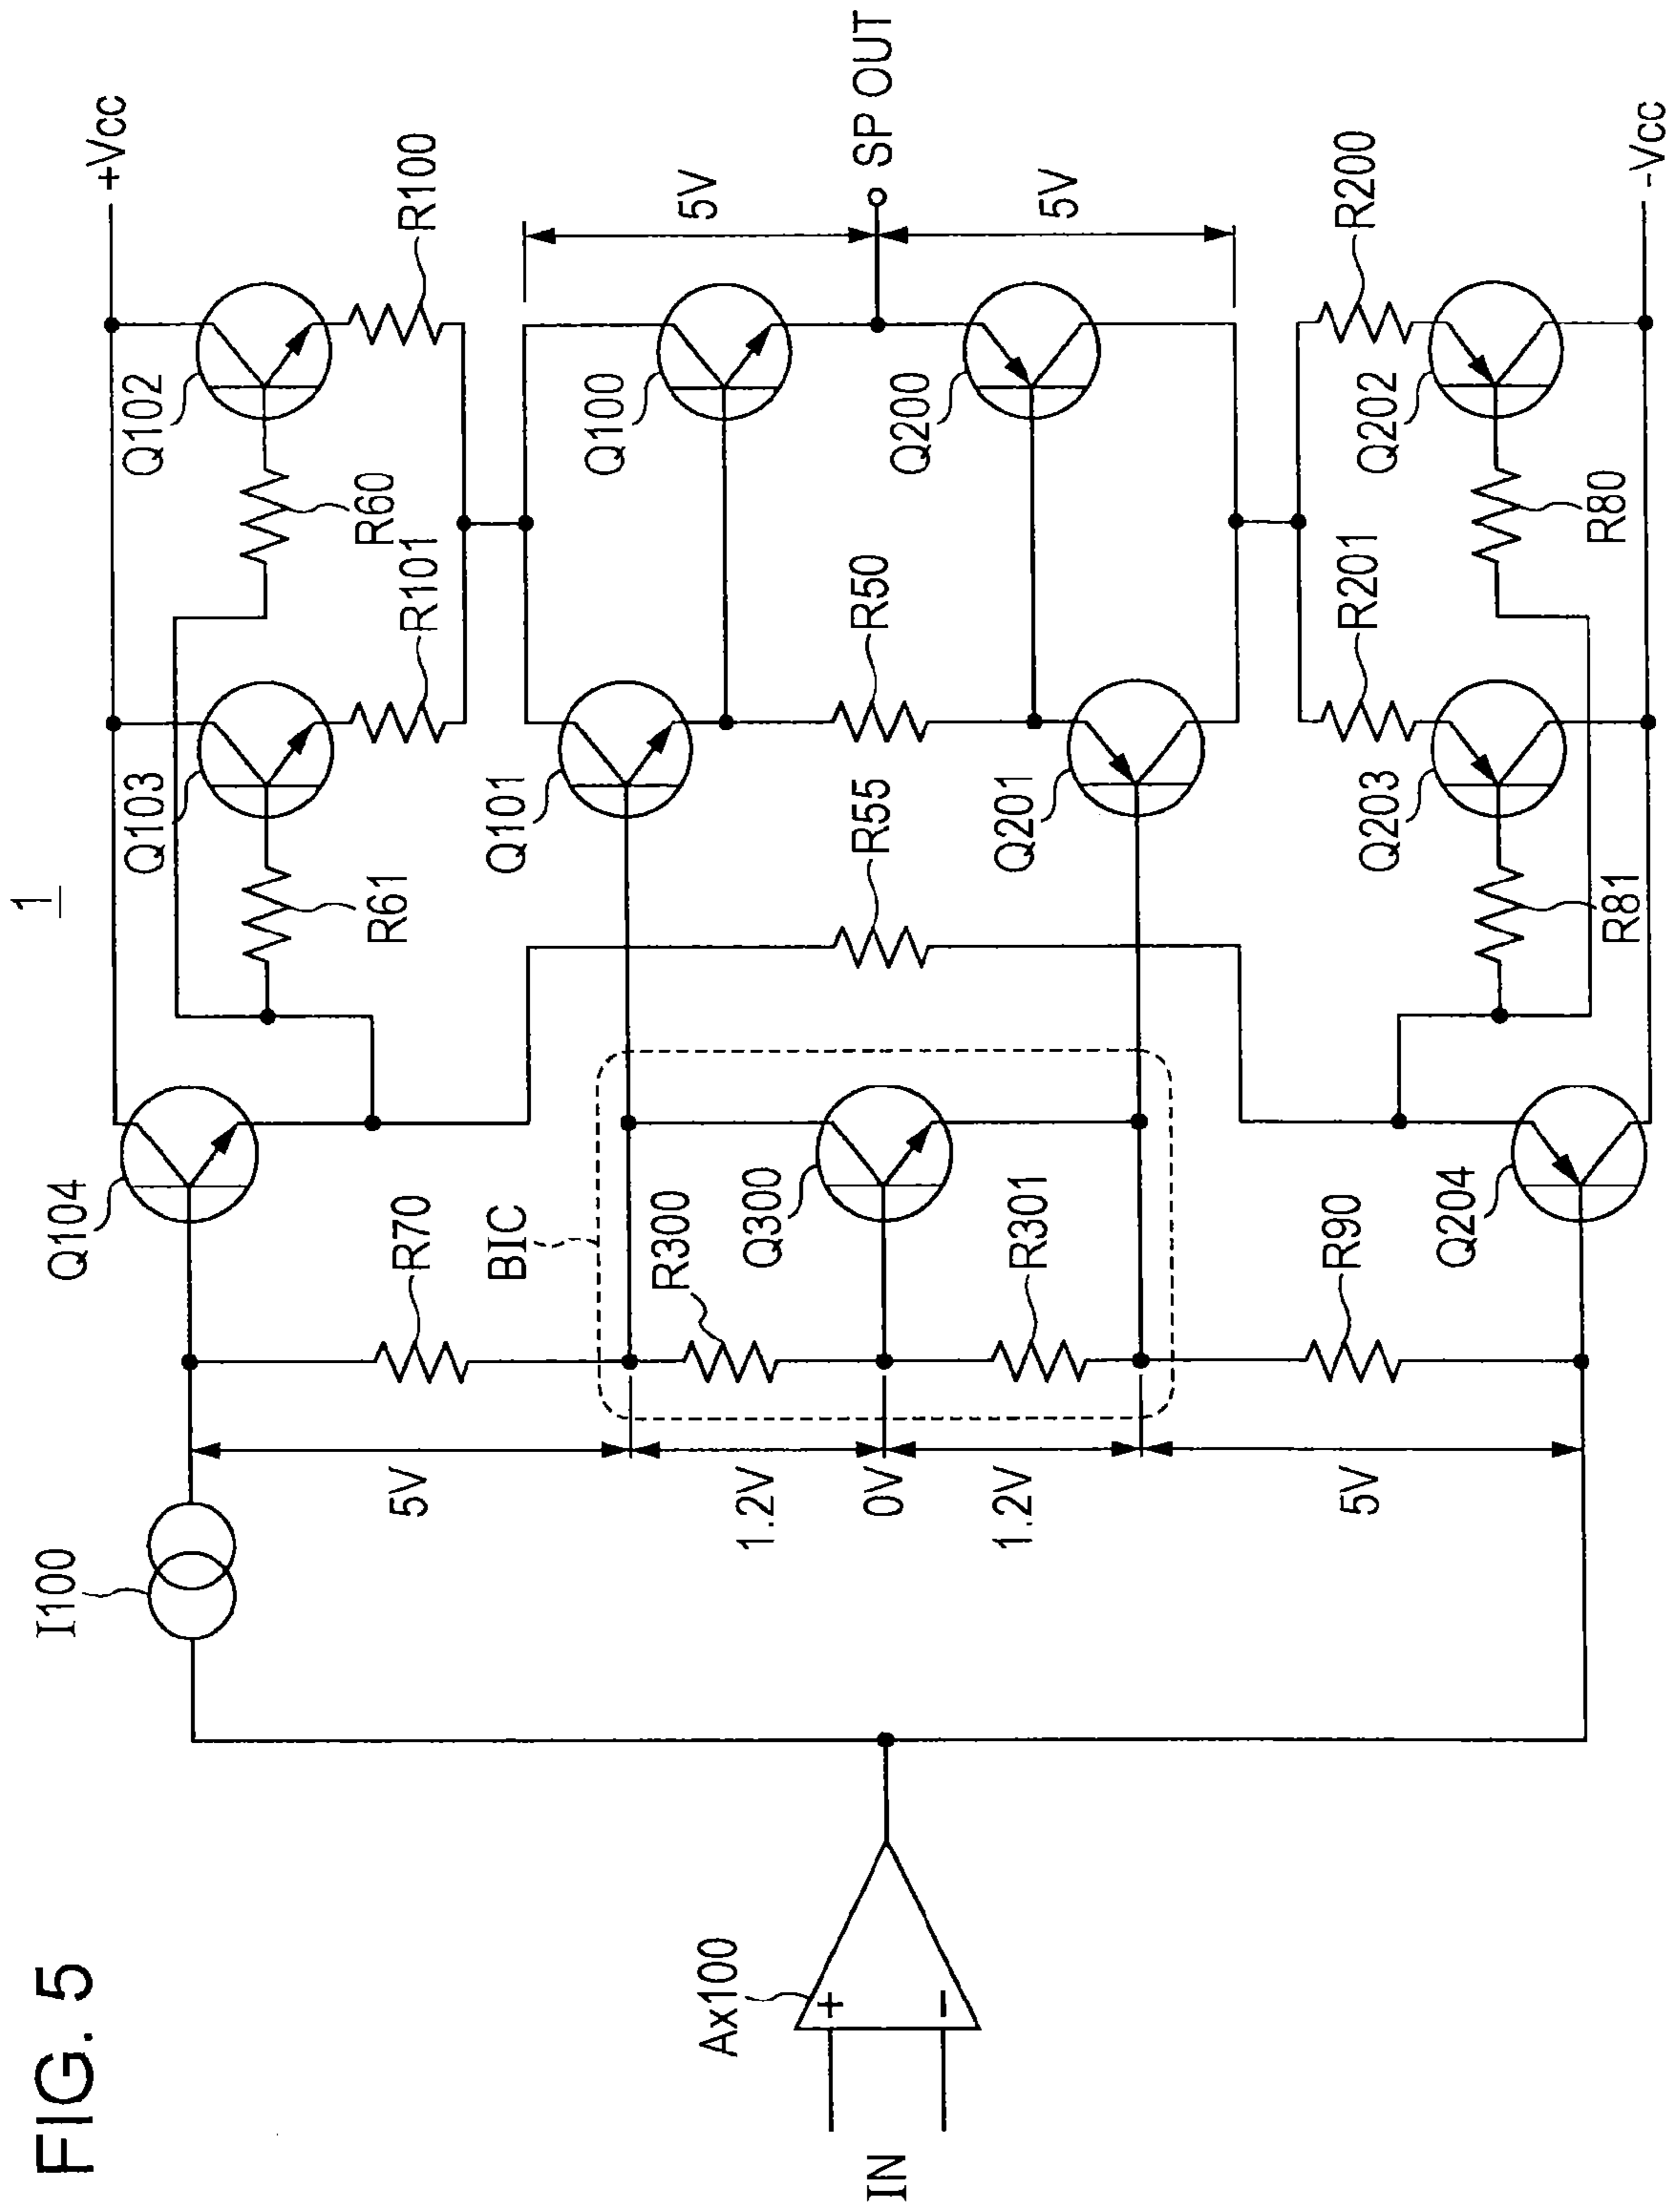 FIG. 5
1
+Vcc
Q102
R100
R60
Q103
R101
R61
Q104
I100
5V
SP OUT
5V
Q100
Q200
Q101
R50
R55
Q201
BIC
R70
R300
Q300
R301
R90
5V
1.2V
0V
1.2V
5V
Ax100
+
-
IN
R200
Q202
R80
R201
Q203
R81
Q204
-Vcc